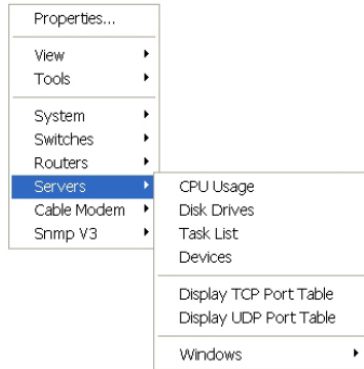 Properties...
View
Tools
System
Switches
Routers
Servers
Cable Modem
Snmp V3
CPU Usage
Disk Drives
Task List
Devices
Display TCP Port Table
Display UDP Port Table
Windows